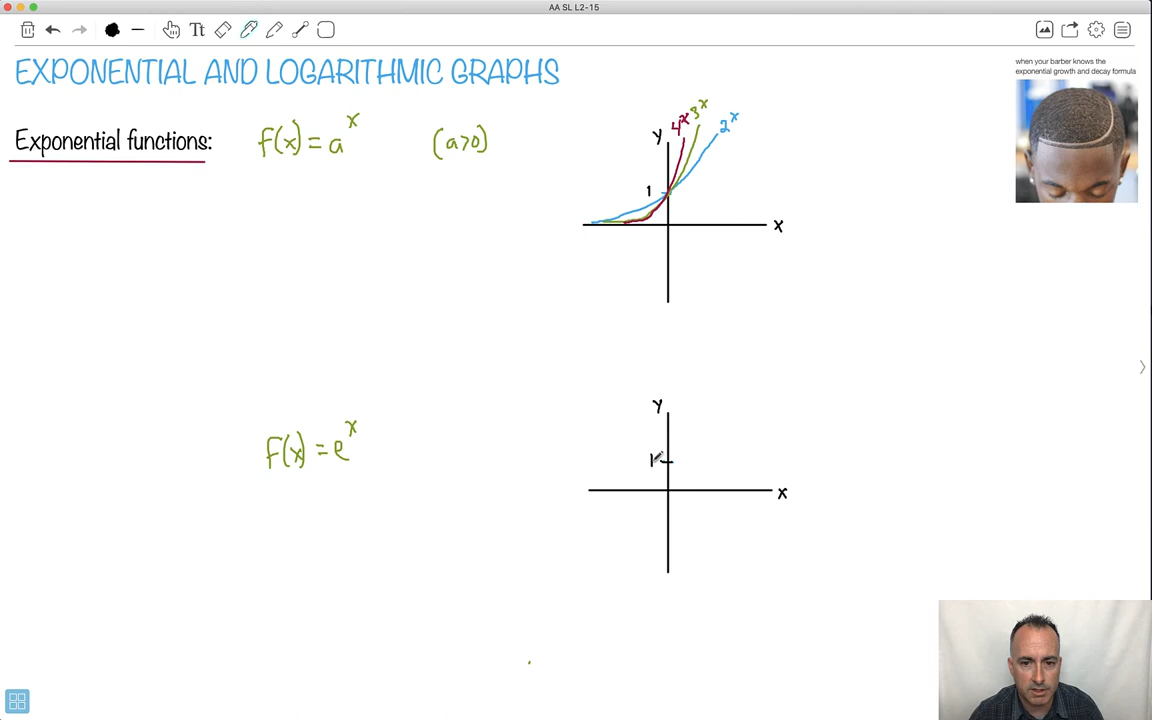 AA SL L2-15
Tt
EXPONENTIAL AND LOGARITHMIC GRAPHS
when your barber knows the
exponential growth and decay formula
Exponential functions: f(x) = a^x (a>0)
y 4^x 3^x 2^x
1
x
f(x) = e^x
y
1
x